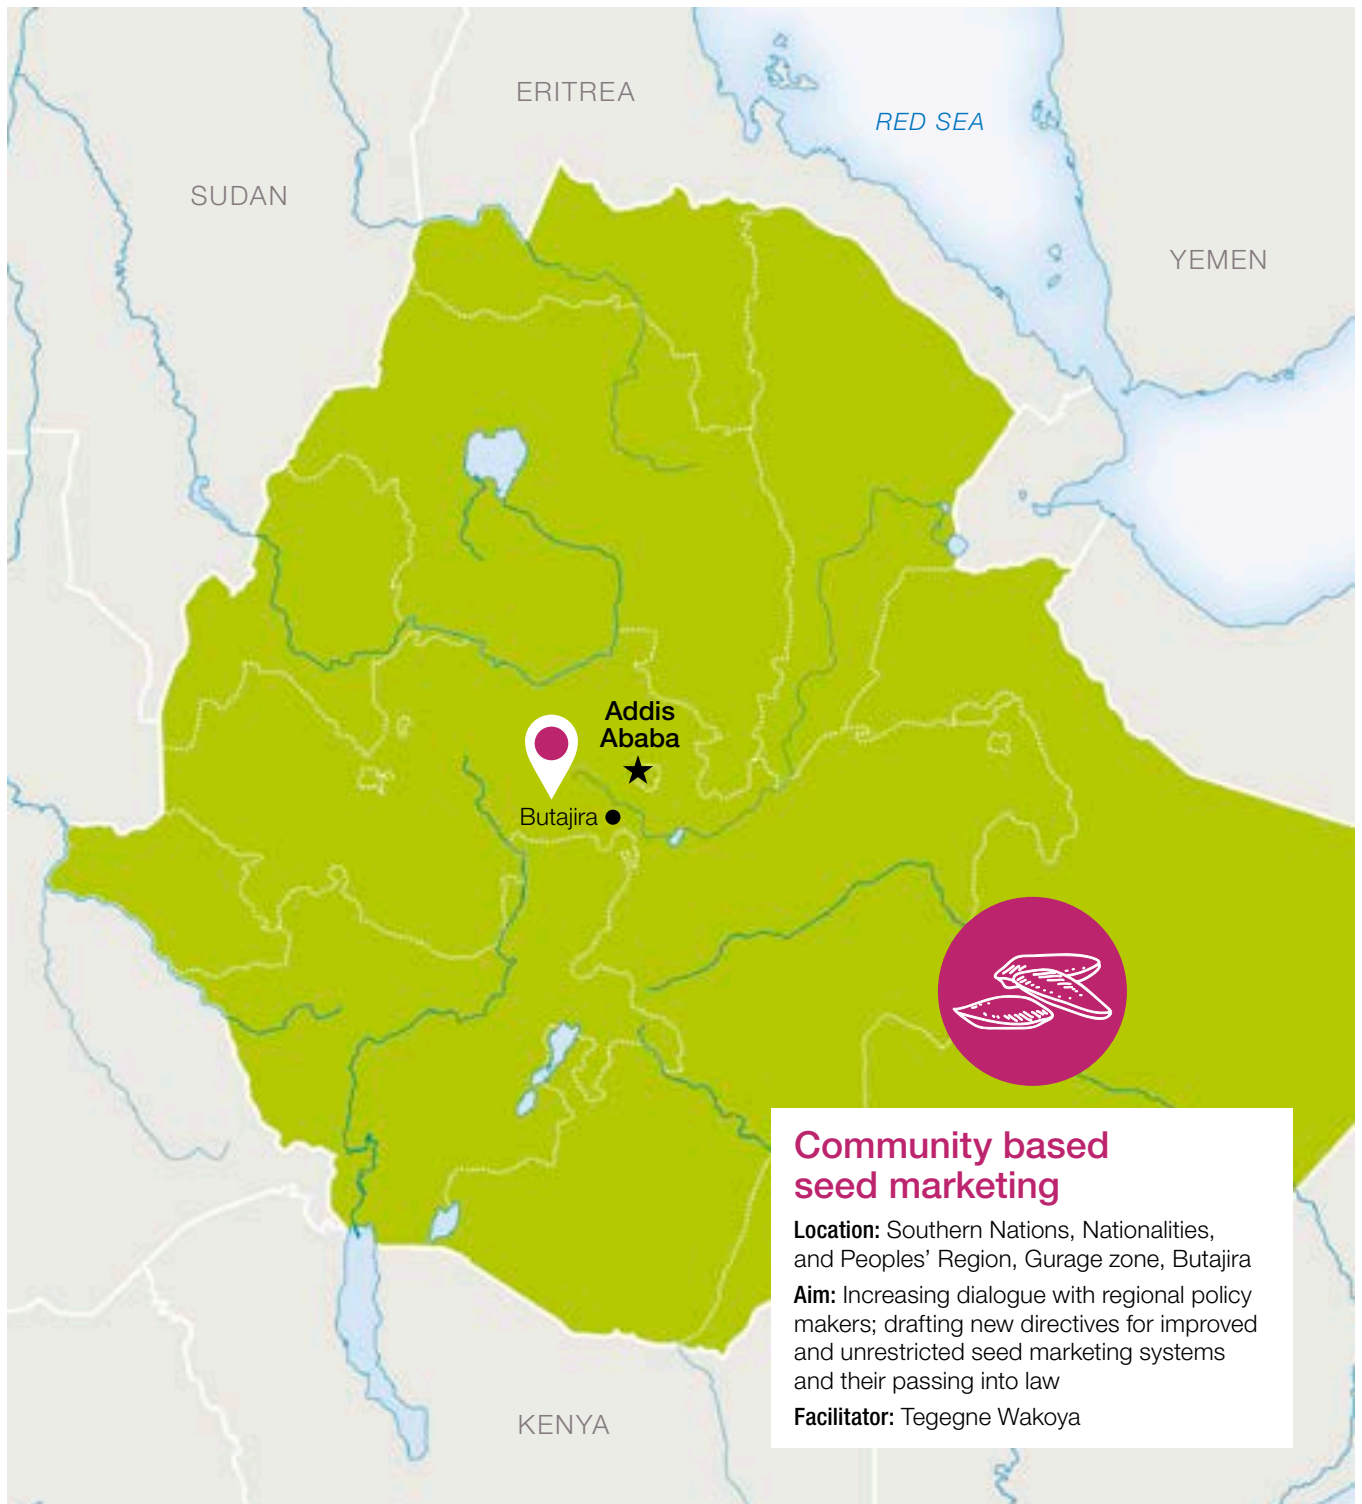 ERITREA
RED SEA
SUDAN
YEMEN
Addis
Ababa
Butajira
Community based
seed marketing
Location: Southern Nations, Nationalities,
and Peoples’ Region, Gurage zone, Butajira
Aim: Increasing dialogue with regional policy
makers; drafting new directives for improved
and unrestricted seed marketing systems
and their passing into law
Facilitator: Tegegne Wakoya
KENYA